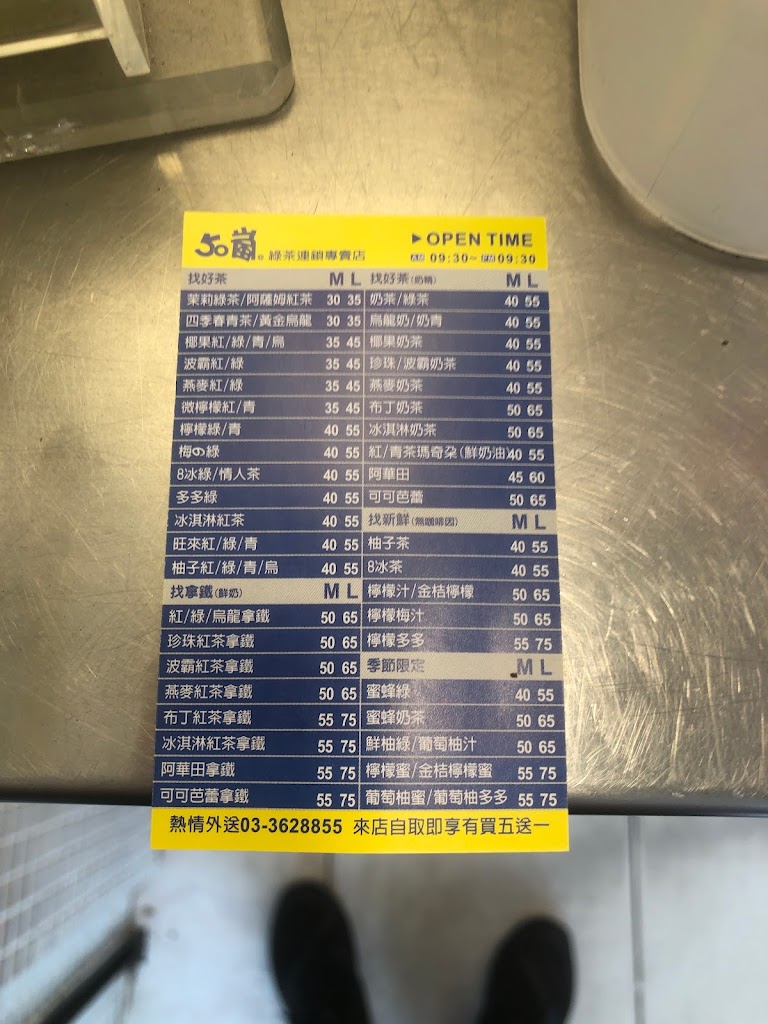 50嵐® 綠茶連鎖專賣店
▶OPEN TIME
AM 09:30~PM 09:30
找好茶 M L
茉莉綠茶/阿薩姆紅茶 30 35
四季春青茶/黃金烏龍 30 35
椰果紅/綠/青/烏 35 45
波霸紅/綠 35 45
燕麥紅/綠 35 45
微檸檬紅/青 35 45
檸檬綠/青 40 55
梅の綠 40 55
8冰綠/情人茶 40 55
多多綠 40 55
冰淇淋紅茶 40 55
旺來紅/綠/青 40 55
柚子紅/綠/青/烏 40 55
找拿鐵(鮮奶) M L
紅/綠/烏龍拿鐵 50 65
珍珠紅茶拿鐵 50 65
波霸紅茶拿鐵 50 65
燕麥紅茶拿鐵 50 65
布丁紅茶拿鐵 55 75
冰淇淋紅茶拿鐵 55 75
阿華田拿鐵 55 75
可可芭蕾拿鐵 55 75
找好茶(奶精) M L
奶茶/綠茶 40 55
烏龍奶/奶青 40 55
椰果奶茶 40 55
珍珠/波霸奶茶 40 55
燕麥奶茶 40 55
布丁奶茶 50 65
冰淇淋奶茶 50 65
紅/青茶瑪奇朶(鮮奶油)40 55
阿華田 45 60
可可芭蕾 50 65
找新鮮(無咖啡因) M L
柚子茶 40 55
8冰茶 40 55
檸檬汁/金桔檸檬 50 65
檸檬梅汁 50 65
檸檬多多 55 75
季節限定 M L
蜜蜂綠 40 55
蜜蜂奶茶 50 65
鮮柚綠/葡萄柚汁 50 65
檸檬蜜/金桔檸檬蜜 55 75
葡萄柚蜜/葡萄柚多多 55 75
熱情外送03-3628855 來店自取即享有買五送一